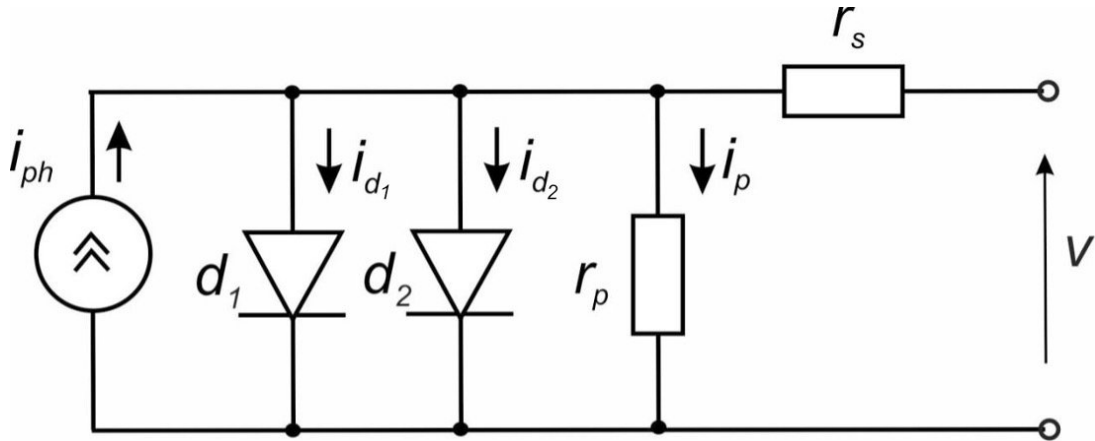 r_s
i_ph
i_d1
i_d2
i_p
d_1
d_2
r_p
v